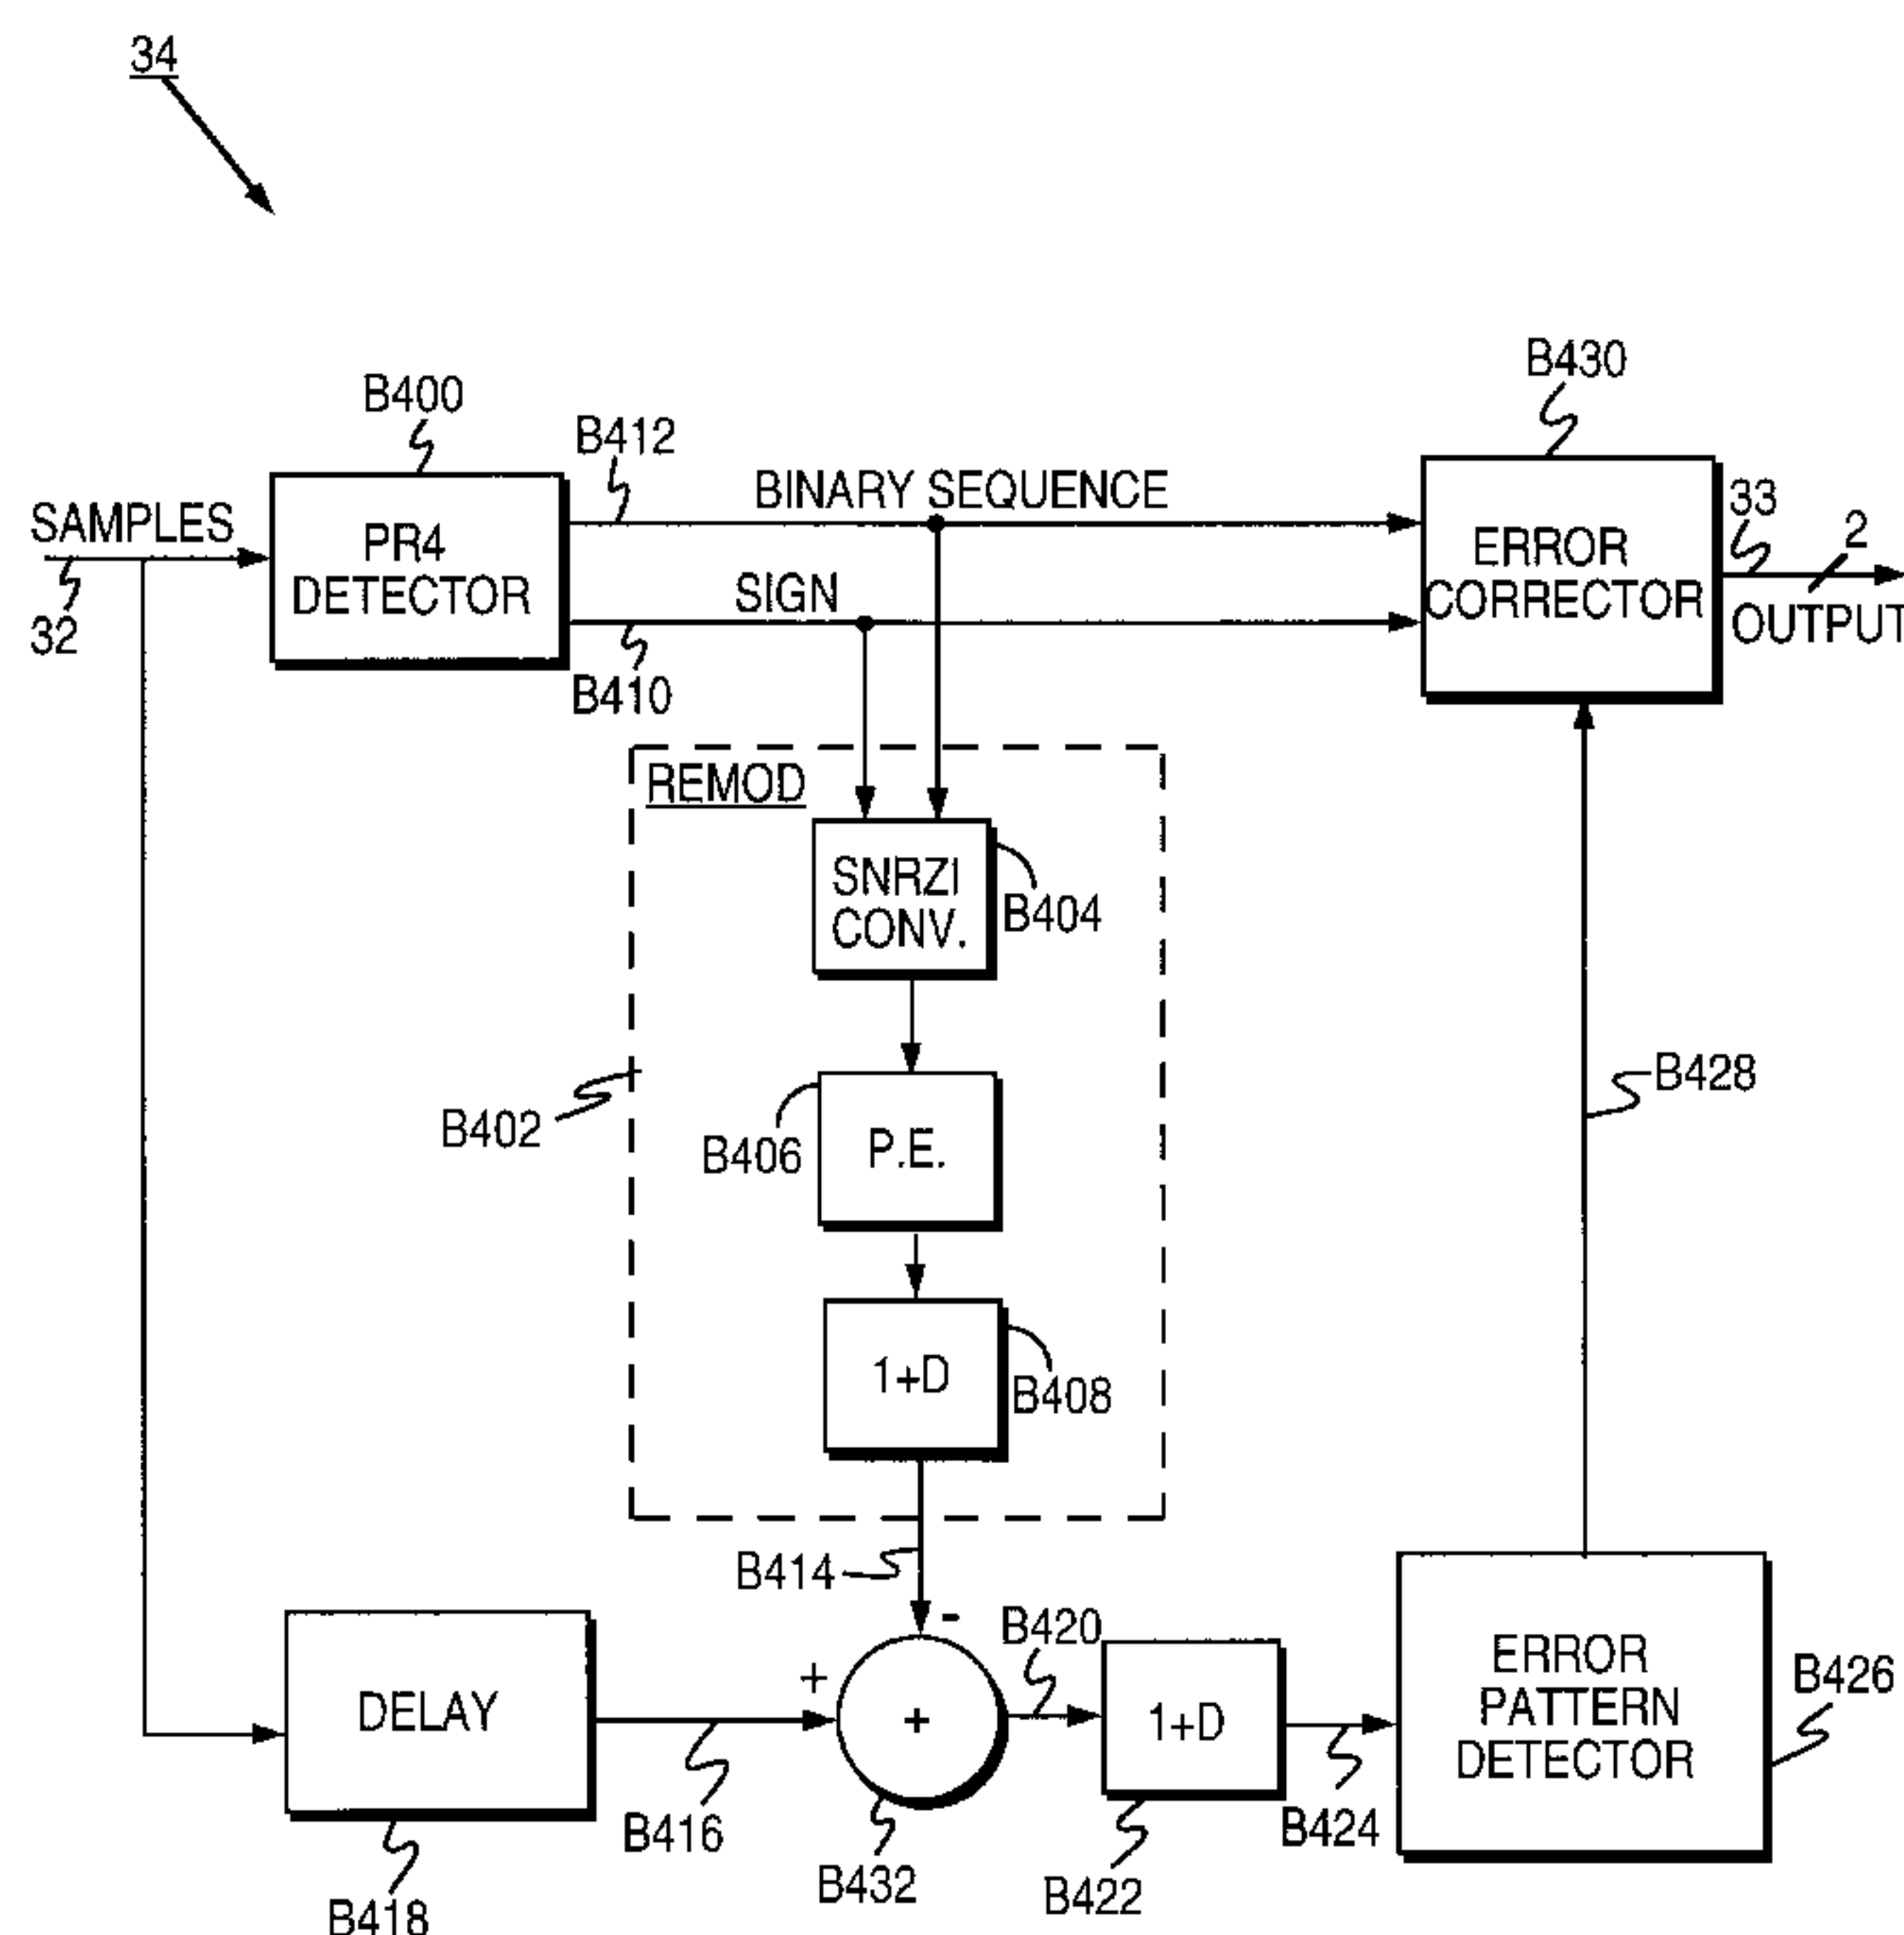 34
B400
B412
B430
SAMPLES
32
PR4
DETECTOR
BINARY SEQUENCE
SIGN
B410
ERROR
CORRECTOR
33
2
OUTPUT
REMOD
SNRZI
CONV.
B404
B402
B406
P.E.
B428
1+D
B408
B414
-
B420
+
DELAY
+
1+D
ERROR
PATTERN
DETECTOR
B426
B416
B424
B418
B432
B422